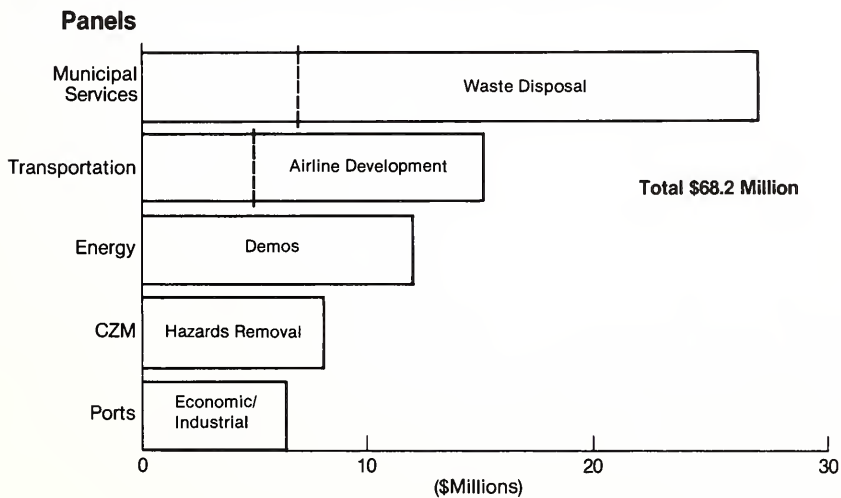 Panels
Municipal
Services
Waste Disposal
Transportation
Airline Development
Total $68.2 Million
Energy
Demos
CZM
Hazards Removal
Ports
Economic/
Industrial
0
10
20
30
($Millions)